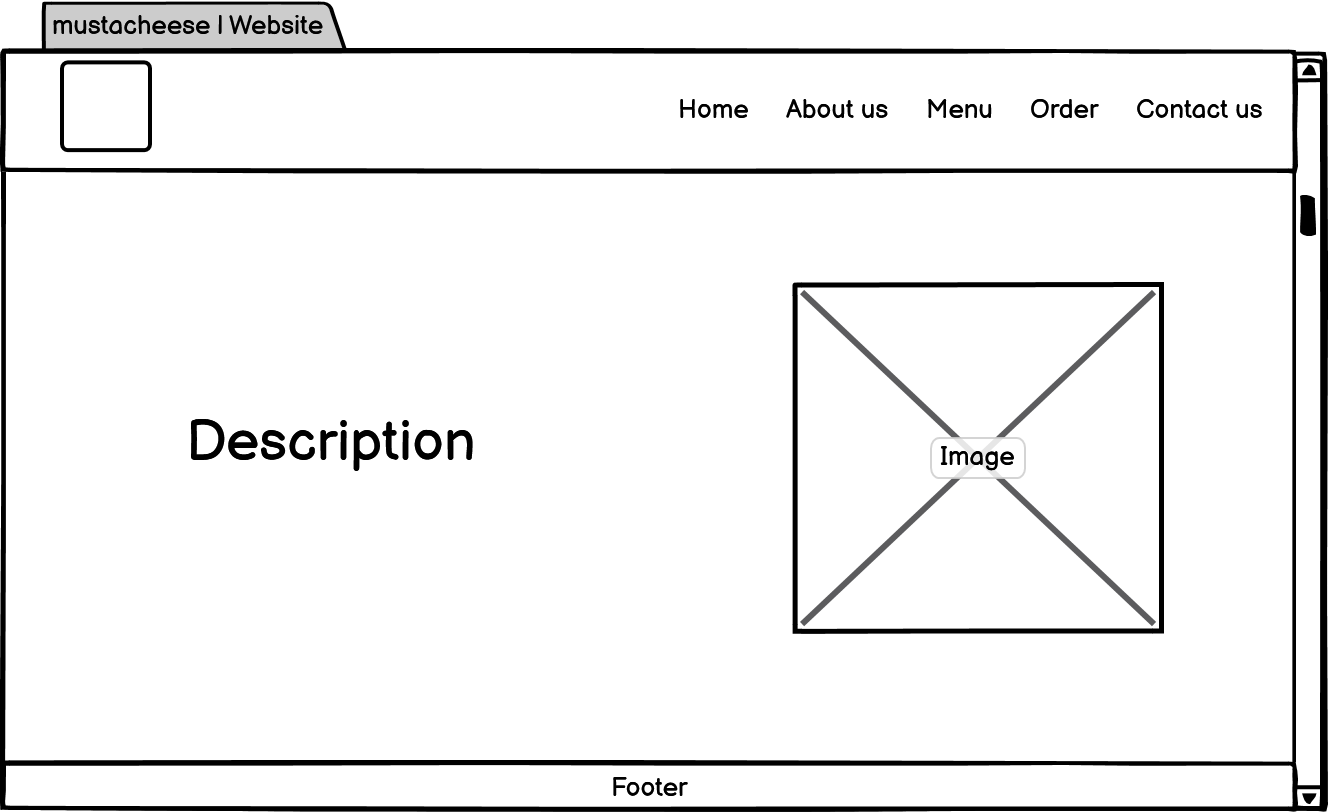 mustacheese | Website
Home About us Menu Order Contact us
Description
Image
Footer